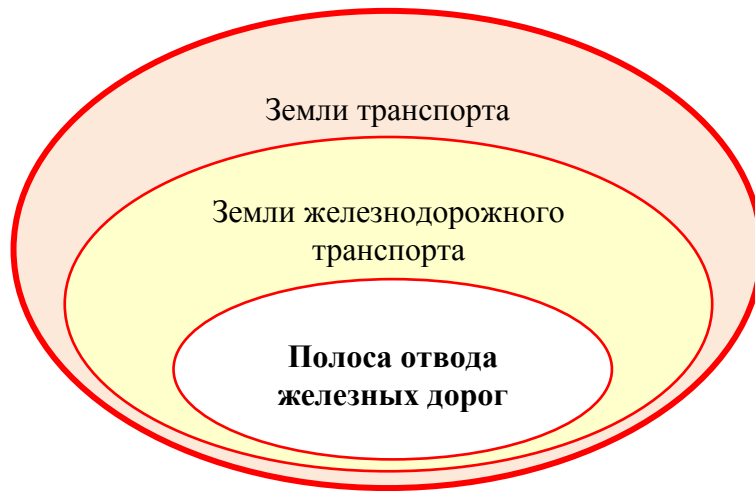 Земли транспорта
Земли железнодорожного
транспорта
Полоса отвода
железных дорог